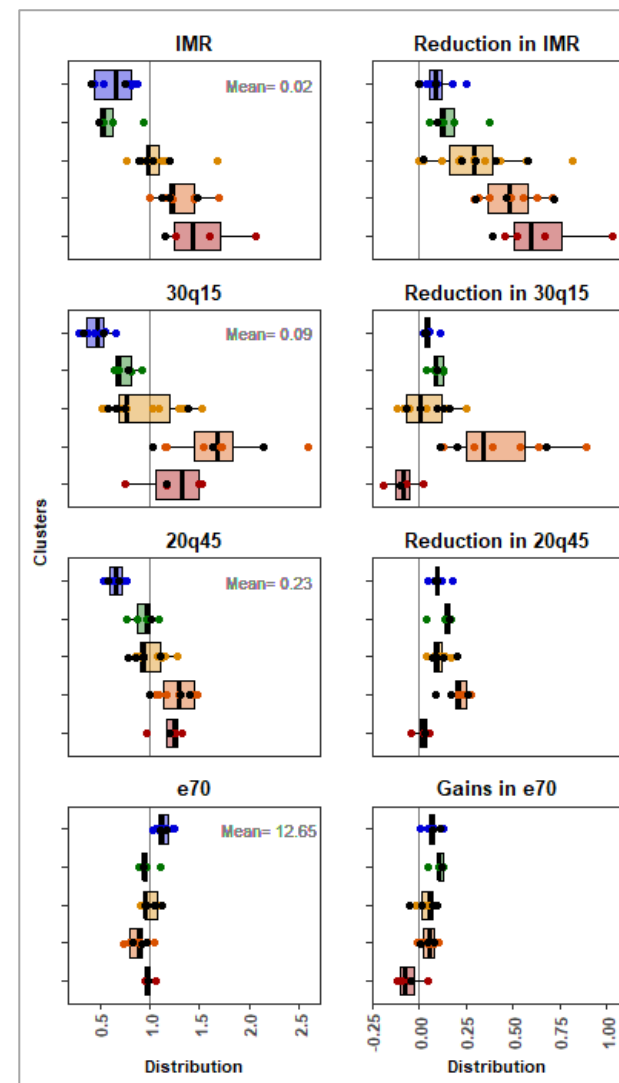 IMR
Reduction in IMR
Mean= 0.02
30q15
Reduction in 30q15
Mean= 0.09
Clusters
20q45
Reduction in 20q45
Mean= 0.23
e70
Gains in e70
Mean= 12.65
0.5 1.0 1.5 2.0 2.5
-0.25 0.00 0.25 0.50 0.75 1.00
Distribution
Distribution